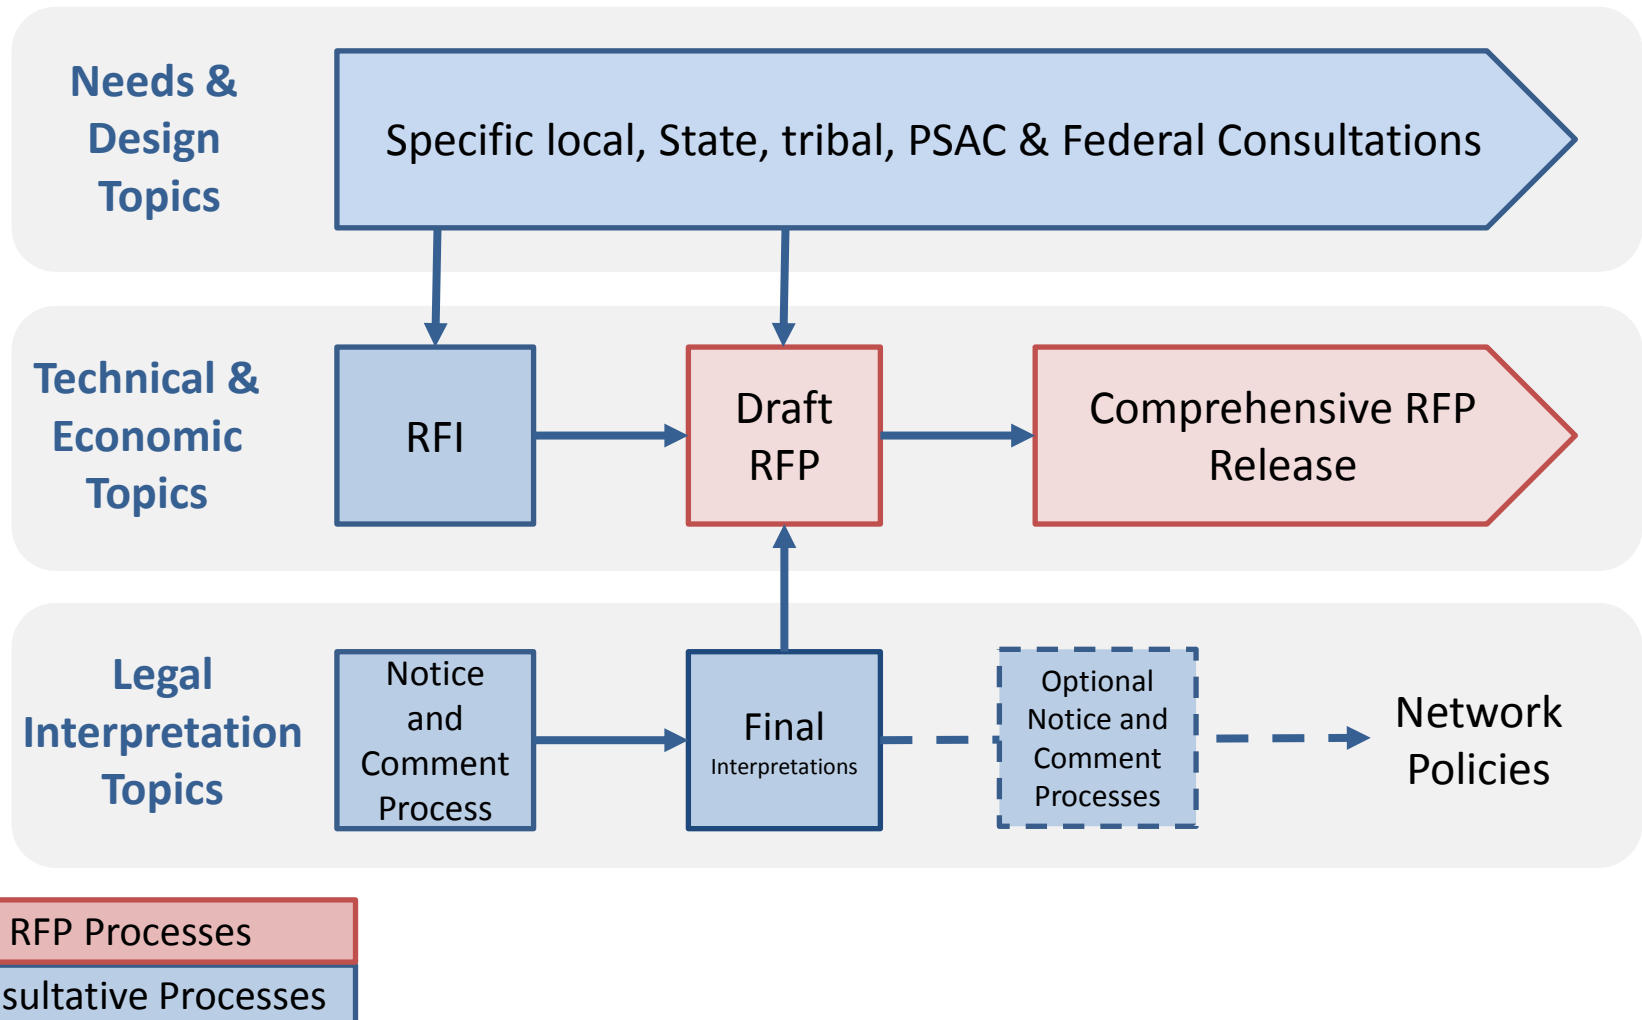 Needs &
Design
Topics
Specific local, State, tribal, PSAC & Federal Consultations
Technical &
Economic
Topics
RFI
Draft
RFP
Comprehensive RFP
Release
Legal
Interpretation
Topics
Notice
and
Comment
Process
Final
Interpretations
Optional
Notice and
Comment
Processes
Network
Policies
RFP Processes
sultative Processes